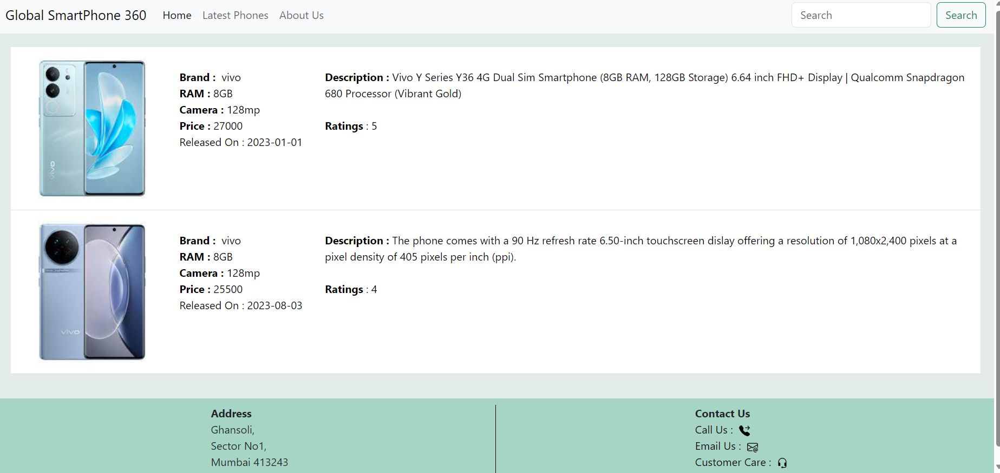 Global SmartPhone 360 Home Latest Phones About Us Search Search
vivo
Brand : vivo
RAM : 8GB
Camera : 128mp
Price : 27000
Released On : 2023-01-01
Description : Vivo Y Series Y36 4G Dual Sim Smartphone (8GB RAM, 128GB Storage) 6.64 inch FHD+ Display | Qualcomm Snapdragon
680 Processor (Vibrant Gold)
Ratings : 5
vivo
Brand : vivo
RAM : 8GB
Camera : 128mp
Price : 25500
Released On : 2023-08-03
Description : The phone comes with a 90 Hz refresh rate 6.50-inch touchscreen dislay offering a resolution of 1,080x2,400 pixels at a
pixel density of 405 pixels per inch (ppi).
Ratings : 4
Address
Ghansoli,
Sector No1,
Mumbai 413243
Contact Us
Call Us :
Email Us :
Customer Care :